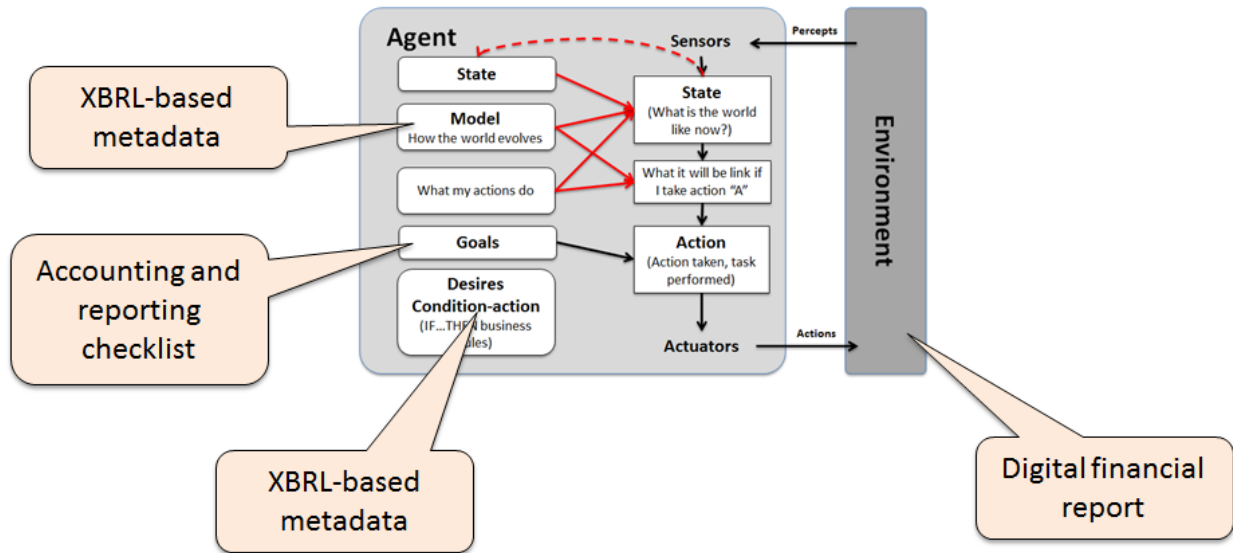 Agent
Sensors
Percepts
State
XBRL-based
metadata
Model
How the world evolves
State
(What is the world
like now?)
What my actions do
What it will be link if
I take action “A”
Environment
Goals
Accounting and
reporting
checklist
Action
(Action taken, task
performed)
Desires
Condition-action
(IF...THEN business
Actuators
Actions
XBRL-based
metadata
Digital financial
report